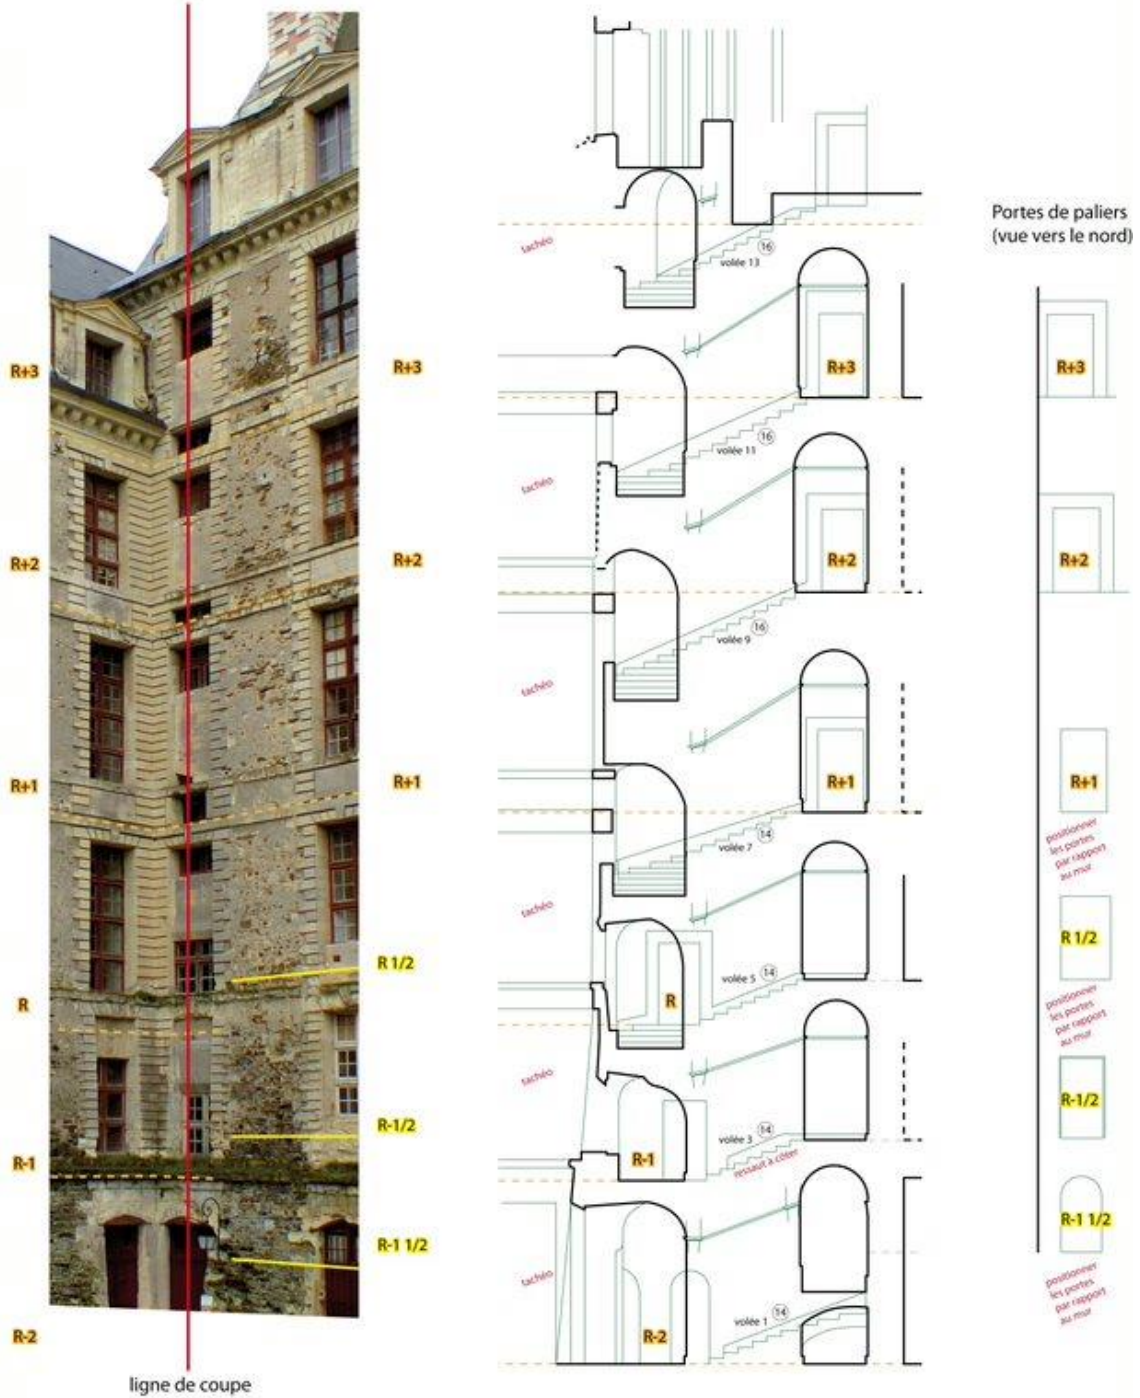 Portes de paliers
(vue vers le nord)
tachéo
16
volée 13
R+3
R+3
R+3
R+3
16
volée 11
tachéo
R+2
R+2
R+2
R+2
16
volée 9
tachéo
R+1
R+1
R+1
R+1
14
volée 7
positionner
les portes
par rapport
au mur
tachéo
R 1/2
R 1/2
14
volée 5
R
R
positionner
les portes
par rapport
au mur
tachéo
R-1/2
R-1/2
14
volée 3
ressaut à côter
R-1
R-1
R-1 1/2
R-1 1/2
tachéo
positionner
les portes
par rapport
au mur
14
volée 1
R-2
R-2
ligne de coupe